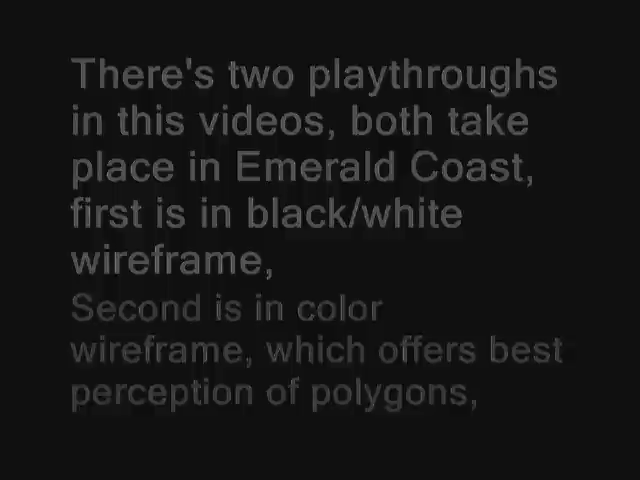 There's two playthroughs
in this videos, both take
place in Emerald Coast,
first is in black/white
wireframe,
Second is in color
wireframe, which offers best
perception of polygons,